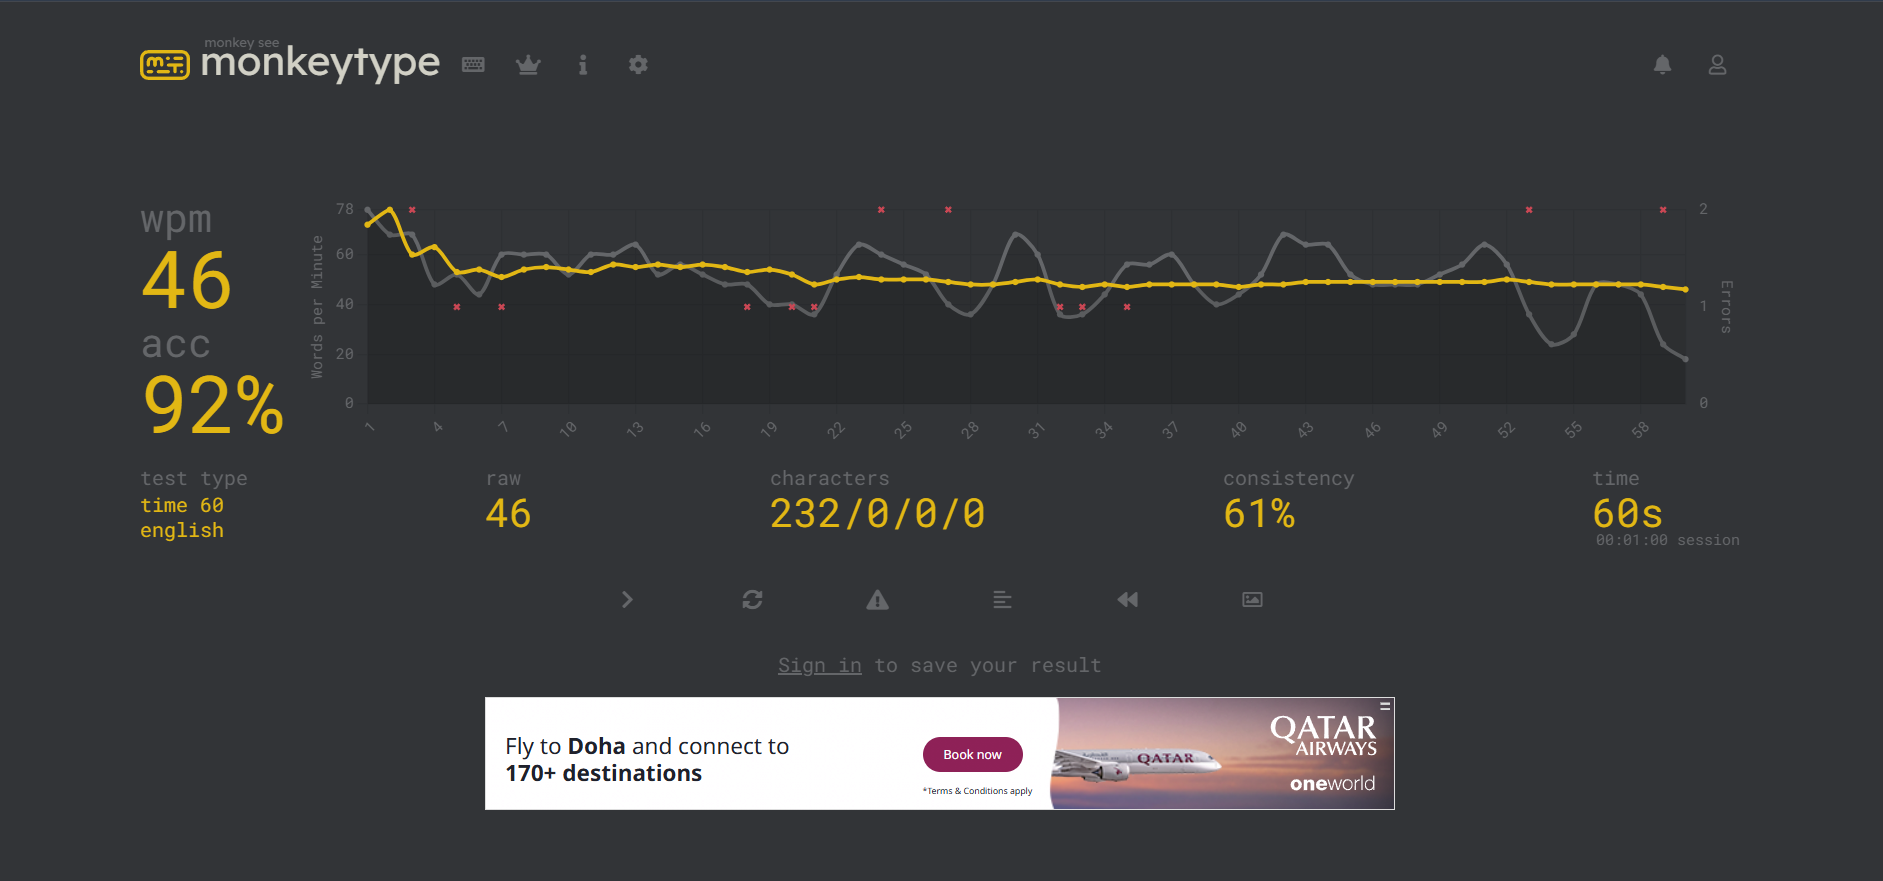 monkey see
monkeytype
wpm
46
acc
92%
Words per Minute
78
60
40
20
0
2
1
0
Errors
1 4 7 10 13 16 19 22 25 28 31 34 37 40 43 46 49 52 55 58
test type
time 60
english
raw
46
characters
232/0/0/0
consistency
61%
time
60s
00:01:00 session
Sign in to save your result
Fly to Doha and connect to
170+ destinations
Book now
*Terms & Conditions apply
QATAR
QATAR
AIRWAYS
oneworld